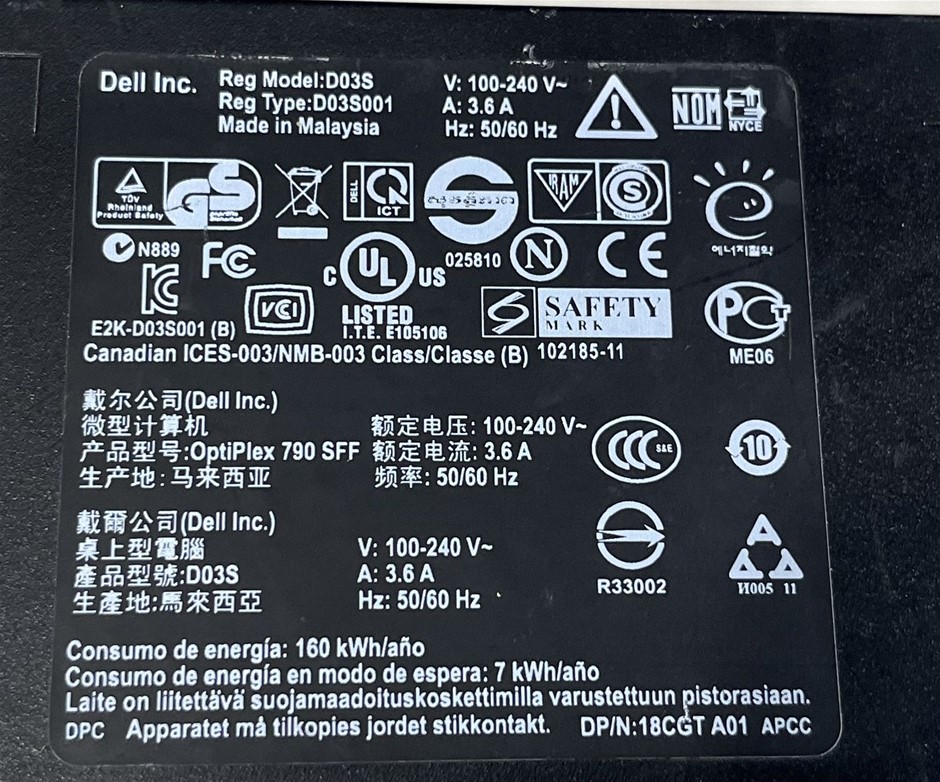 Dell Inc.
Reg Model:D03S
Reg Type:D03S001
Made in Malaysia
V: 100-240 V~
A: 3.6 A
Hz: 50/60 Hz
NOM
NYCE
TÜV
Rheinland
Product Safety
GS
DELL
ICT
IRAM
S
에너지절약
N889
FC
C UL US
LISTED
I.T.E. E105106
025810
N
CE
E2K-D03S001 (B)
VCI
SAFETY
MARK
102185-11
PCT
ME06
Canadian ICES-003/NMB-003 Class/Classe (B)
戴尔公司(Dell Inc.)
微型计算机
产品型号:OptiPlex 790 SFF
生产地: 马来西亚
额定电压: 100-240 V~
额定电流: 3.6 A
频率: 50/60 Hz
CCC S&E
10
戴爾公司(Dell Inc.)
桌上型電腦
產品型號:D03S
生產地:馬來西亞
V: 100-240 V~
A: 3.6 A
Hz: 50/60 Hz
R33002
И005 11
Consumo de energía: 160 kWh/año
Consumo de energía en modo de espera: 7 kWh/año
Laite on liitettävä suojamaadoituskoskettimilla varustettuun pistorasiaan.
DPC Apparatet må tilkoples jordet stikkontakt. DP/N:18CGT A01 APCC